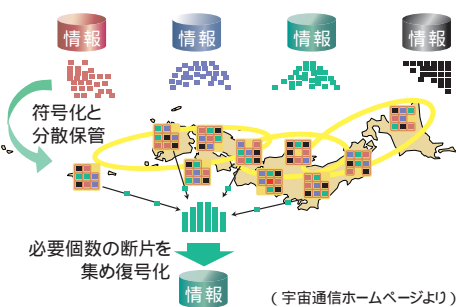 情報 情報 情報 情報
符号化と
分散保管
必要個数の断片を
集め復号化
情報
（宇宙通信ホームページより）